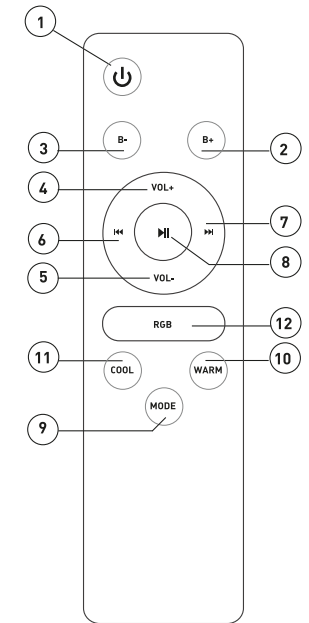 1
B- B+
3 2
4 VOL+
7
6
8
5 VOL-
RGB 12
11 10
COOL WARM
MODE
9